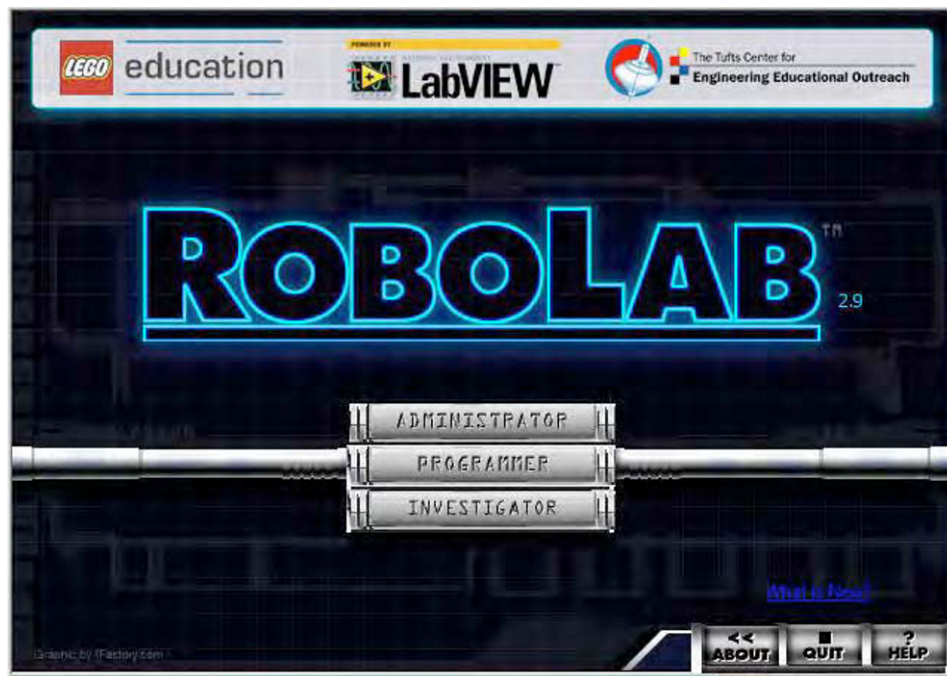 LEGO education
POWERED BY
LabVIEW
The Tufts Center for
Engineering Educational Outreach
ROBOLAB TM
2.9
ADMINISTRATOR
PROGRAMMER
INVESTIGATOR
What is New?
Graphic by IFactory.com
<< ABOUT
QUIT
? HELP